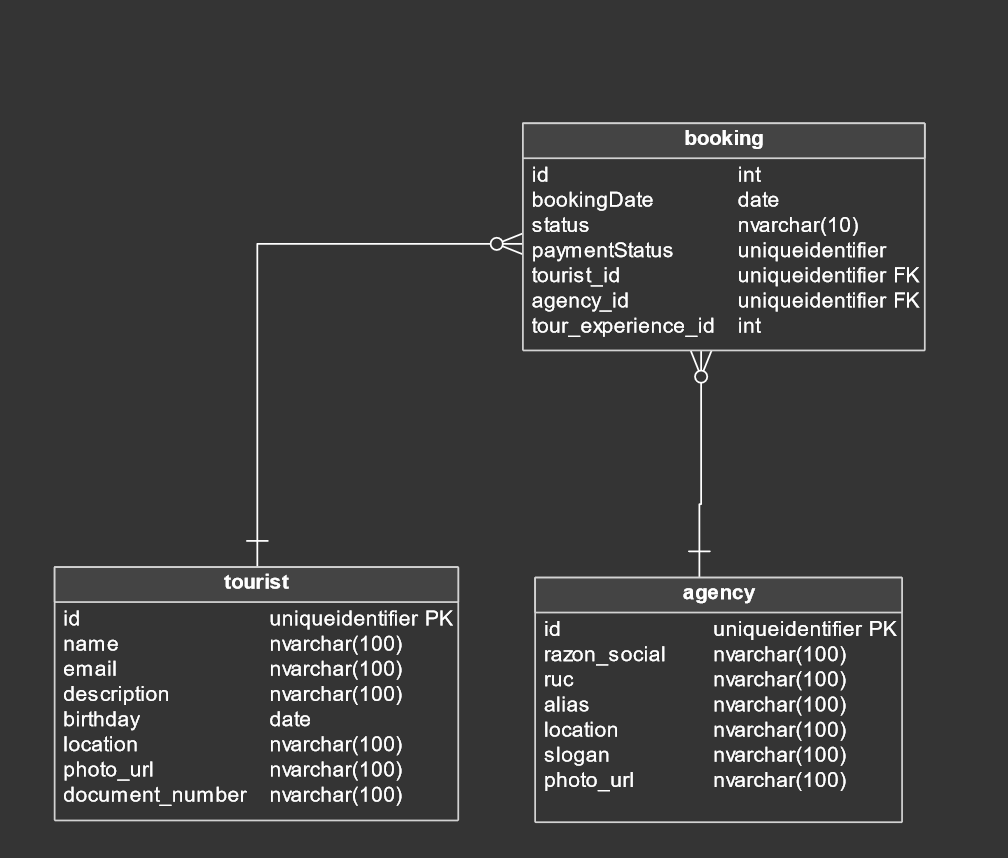 booking
id int
bookingDate date
status nvarchar(10)
paymentStatus uniqueidentifier
tourist_id uniqueidentifier FK
agency_id uniqueidentifier FK
tour_experience_id int
tourist
id uniqueidentifier PK
name nvarchar(100)
email nvarchar(100)
description nvarchar(100)
birthday date
location nvarchar(100)
photo_url nvarchar(100)
document_number nvarchar(100)
agency
id uniqueidentifier PK
razon_social nvarchar(100)
ruc nvarchar(100)
alias nvarchar(100)
location nvarchar(100)
slogan nvarchar(100)
photo_url nvarchar(100)